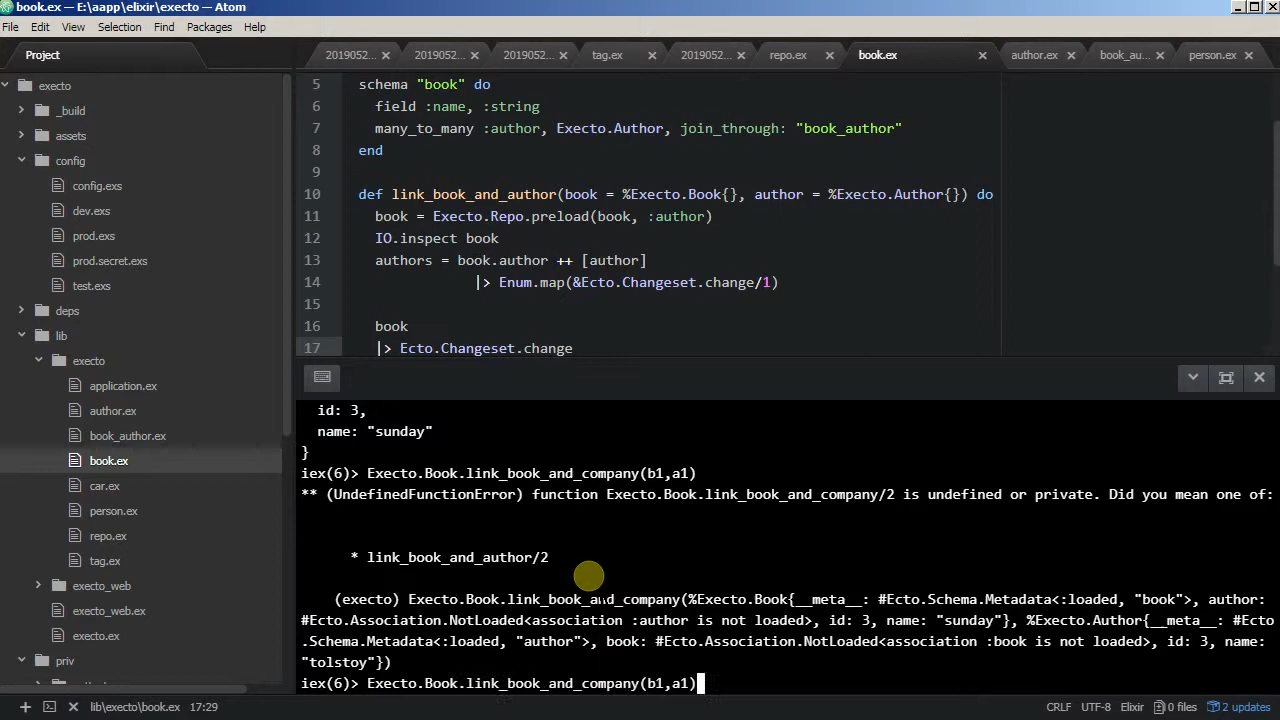 book.ex — E:\aapp\elixir\execto — Atom
File Edit View Selection Find Packages Help
Project
2019052... 2019052... 2019052... tag.ex 2019052... repo.ex book.ex author.ex book_au... person.ex
execto
_build
assets
config
config.exs
dev.exs
prod.exs
prod.secret.exs
test.exs
deps
lib
execto
application.ex
author.ex
book_author.ex
book.ex
car.ex
person.ex
repo.ex
tag.ex
execto_web
execto_web.ex
execto.ex
priv
5 schema "book" do
6 field :name, :string
7 many_to_many :author, Execto.Author, join_through: "book_author"
8 end
9
10 def link_book_and_author(book = %Execto.Book{}, author = %Execto.Author{}) do
11 book = Execto.Repo.preload(book, :author)
12 IO.inspect book
13 authors = book.author ++ [author]
14 |> Enum.map(&Ecto.Changeset.change/1)
15
16 book
17 |> Ecto.Changeset.change
id: 3,
name: "sunday"
}
iex(6)> Execto.Book.link_book_and_company(b1,a1)
** (UndefinedFunctionError) function Execto.Book.link_book_and_company/2 is undefined or private. Did you mean one of:
* link_book_and_author/2
(execto) Execto.Book.link_book_and_company(%Execto.Book{__meta__: #Ecto.Schema.Metadata<:loaded, "book">, author:
#Ecto.Association.NotLoaded<association :author is not loaded>, id: 3, name: "sunday"}, %Execto.Author{__meta__: #Ecto
.Schema.Metadata<:loaded, "author">, book: #Ecto.Association.NotLoaded<association :book is not loaded>, id: 3, name:
"tolstoy"})
iex(6)> Execto.Book.link_book_and_company(b1,a1)
lib\execto\book.ex 17:29 CRLF UTF-8 Elixir 0 files 2 updates